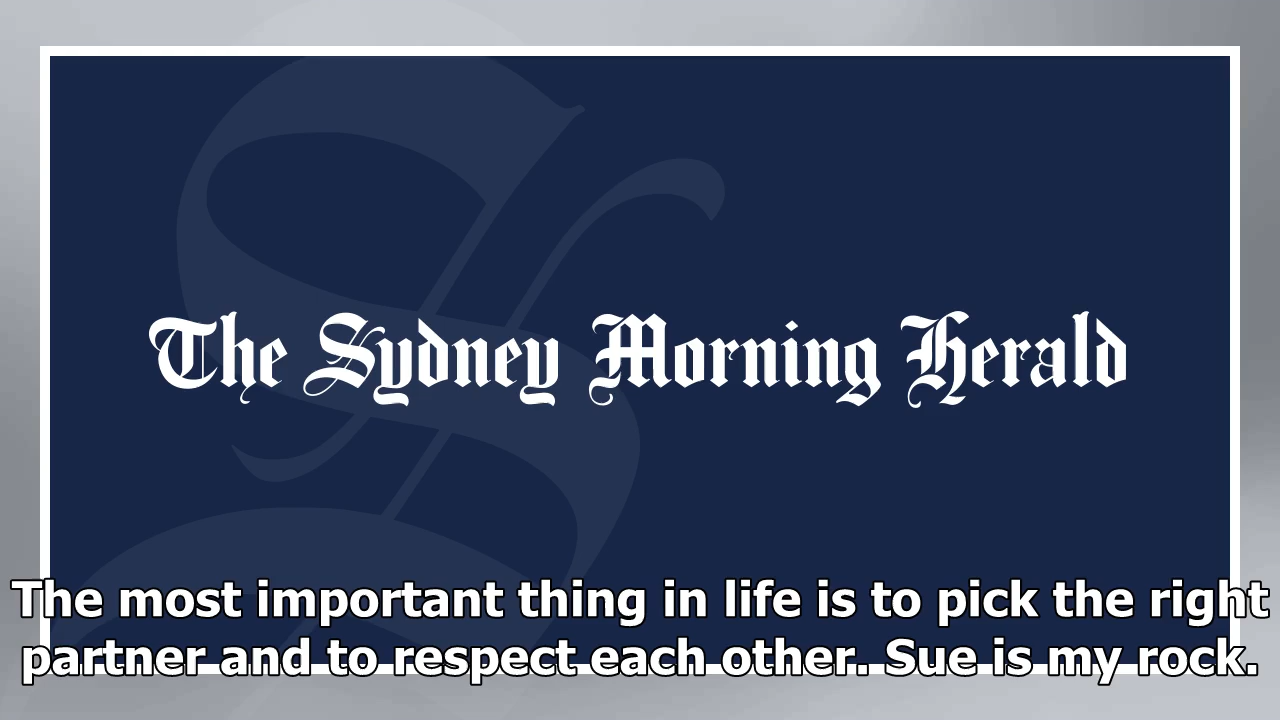 The Sydney Morning Herald
The most important thing in life is to pick the right
partner and to respect each other. Sue is my rock.